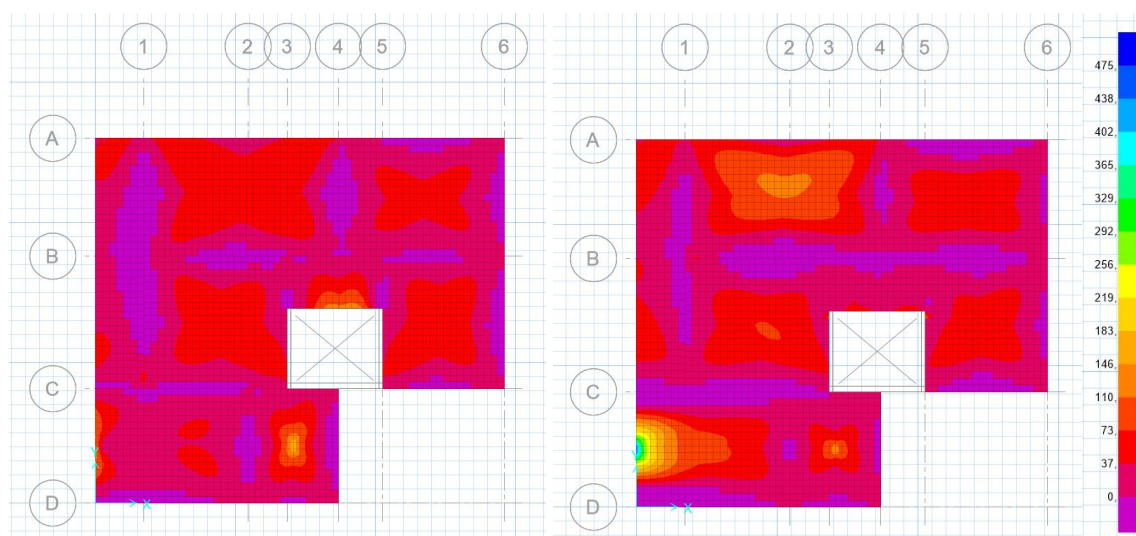 1 2 3 4 5 6
A
B
C
D
X
1 2 3 4 5 6
A
B
C
D
X
475,
438,
402,
365,
329,
292,
256,
219,
183,
146,
110,
73,
37,
0,